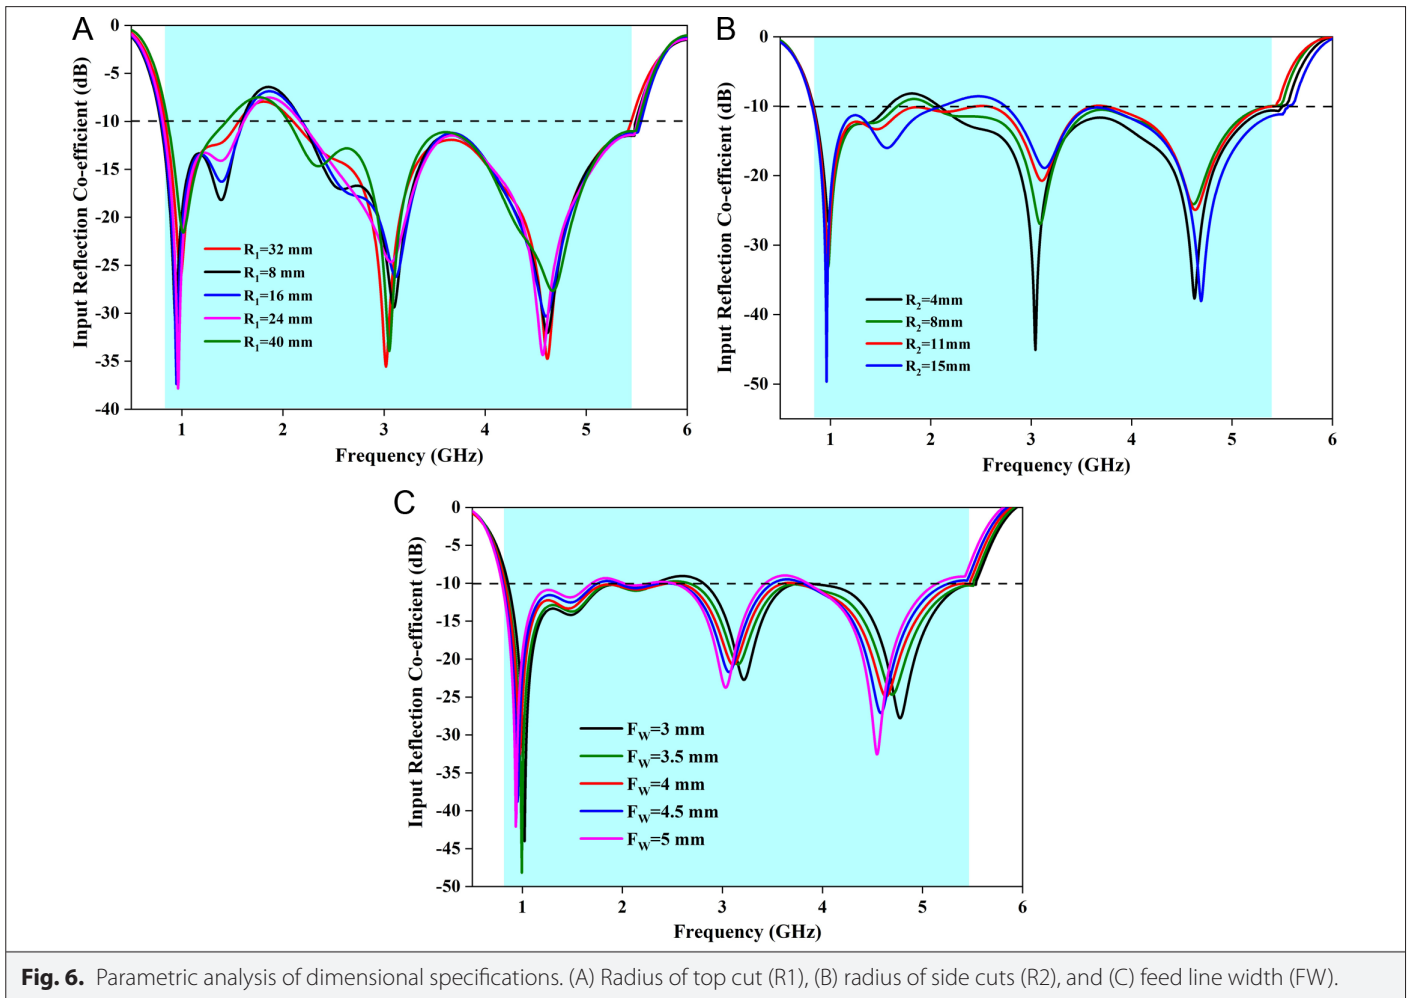 A
0
-5
-10
-15
-20
-25
-30
-35
-40
Input Reflection Co-efficient (dB)
R1=32 mm
R1=8 mm
R1=16 mm
R1=24 mm
R1=40 mm
1 2 3 4 5 6
Frequency (GHz)
B
0
-10
-20
-30
-40
-50
Input Reflection Co-efficient (dB)
R2=4mm
R2=8mm
R2=11mm
R2=15mm
1 2 3 4 5 6
Frequency (GHz)
C
0
-5
-10
-15
-20
-25
-30
-35
-40
-45
-50
Input Reflection Co-efficient (dB)
FW=3 mm
FW=3.5 mm
FW=4 mm
FW=4.5 mm
FW=5 mm
1 2 3 4 5 6
Frequency (GHz)
Fig. 6. Parametric analysis of dimensional specifications. (A) Radius of top cut (R1), (B) radius of side cuts (R2), and (C) feed line width (FW).